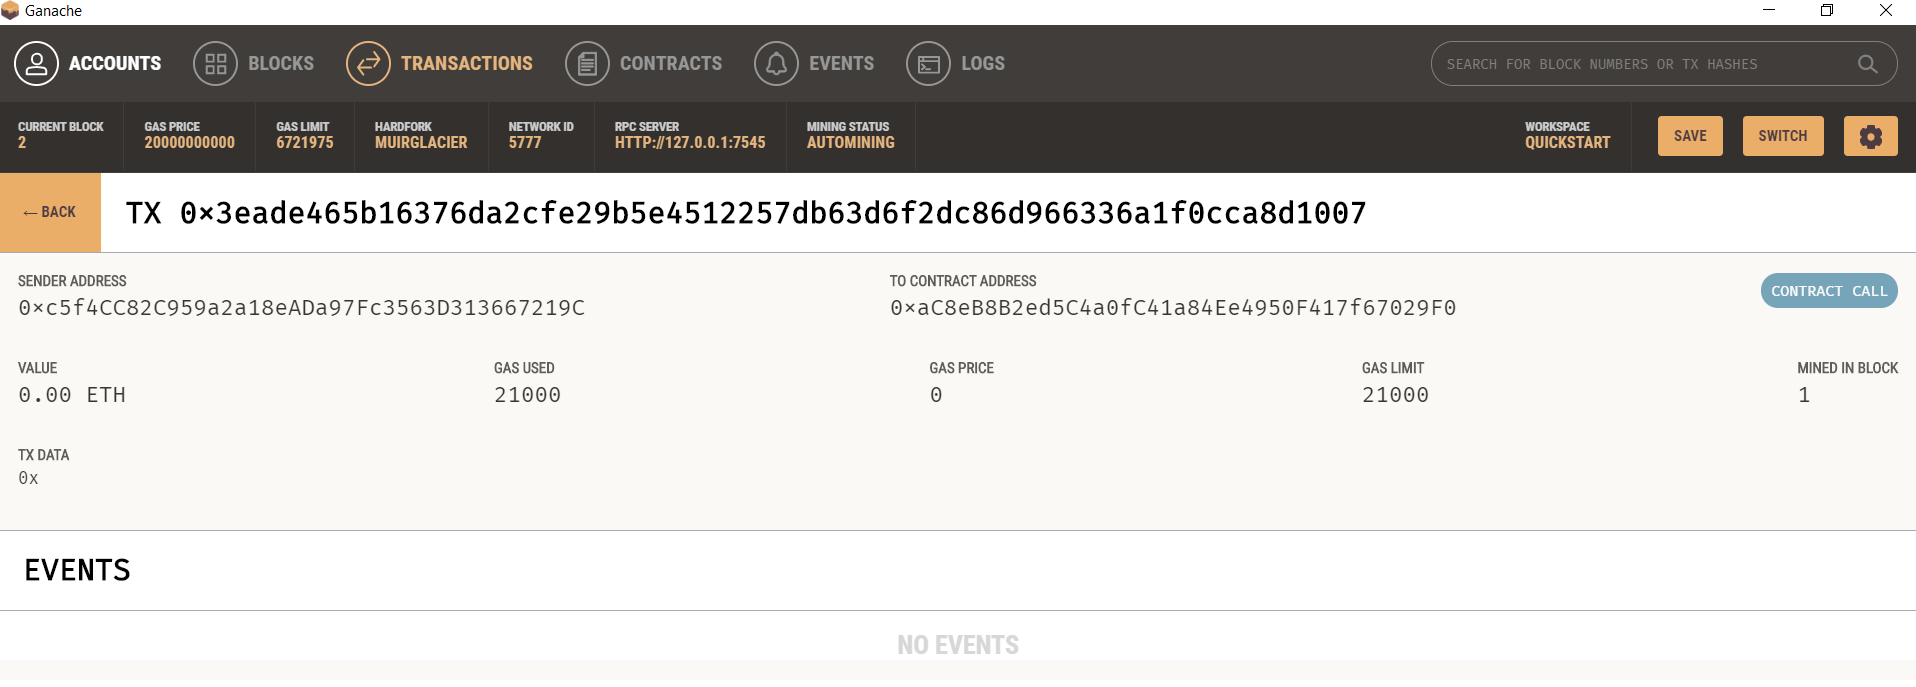 Ganache
ACCOUNTS BLOCKS TRANSACTIONS CONTRACTS EVENTS LOGS SEARCH FOR BLOCK NUMBERS OR TX HASHES
CURRENT BLOCK GAS PRICE GAS LIMIT HARDFORK NETWORK ID RPC SERVER MINING STATUS WORKSPACE
2 20000000000 6721975 MUIRGLACIER 5777 HTTP://127.0.0.1:7545 AUTOMINING QUICKSTART SAVE SWITCH
← BACK TX 0×3eade465b16376da2cfe29b5e4512257db63d6f2dc86d966336a1f0cca8d1007
SENDER ADDRESS TO CONTRACT ADDRESS
0×c5f4CC82C959a2a18eADa97Fc3563D313667219C 0×aC8eB8B2ed5C4a0fC41a84Ee4950F417f67029F0 CONTRACT CALL
VALUE GAS USED GAS PRICE GAS LIMIT MINED IN BLOCK
0.00 ETH 21000 0 21000 1
TX DATA
0x
EVENTS
NO EVENTS